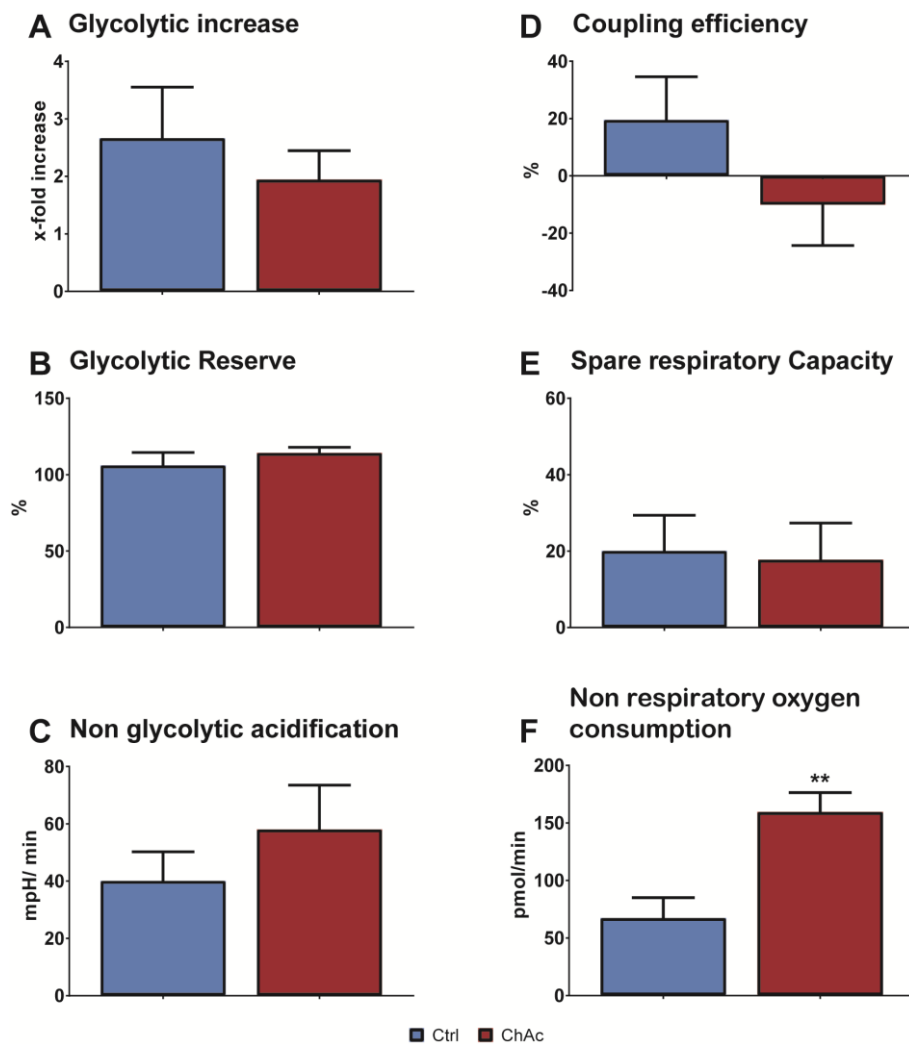 A Glycolytic increase
x-fold increase
4
3
2
1
0
B Glycolytic Reserve
%
150
100
50
0
C Non glycolytic acidification
mpH/ min
80
60
40
20
0
D Coupling efficiency
%
40
20
0
-20
-40
E Spare respiratory Capacity
%
60
40
20
0
F Non respiratory oxygen
consumption
pmol/min
200
150
100
50
0
**
Ctrl ChAc